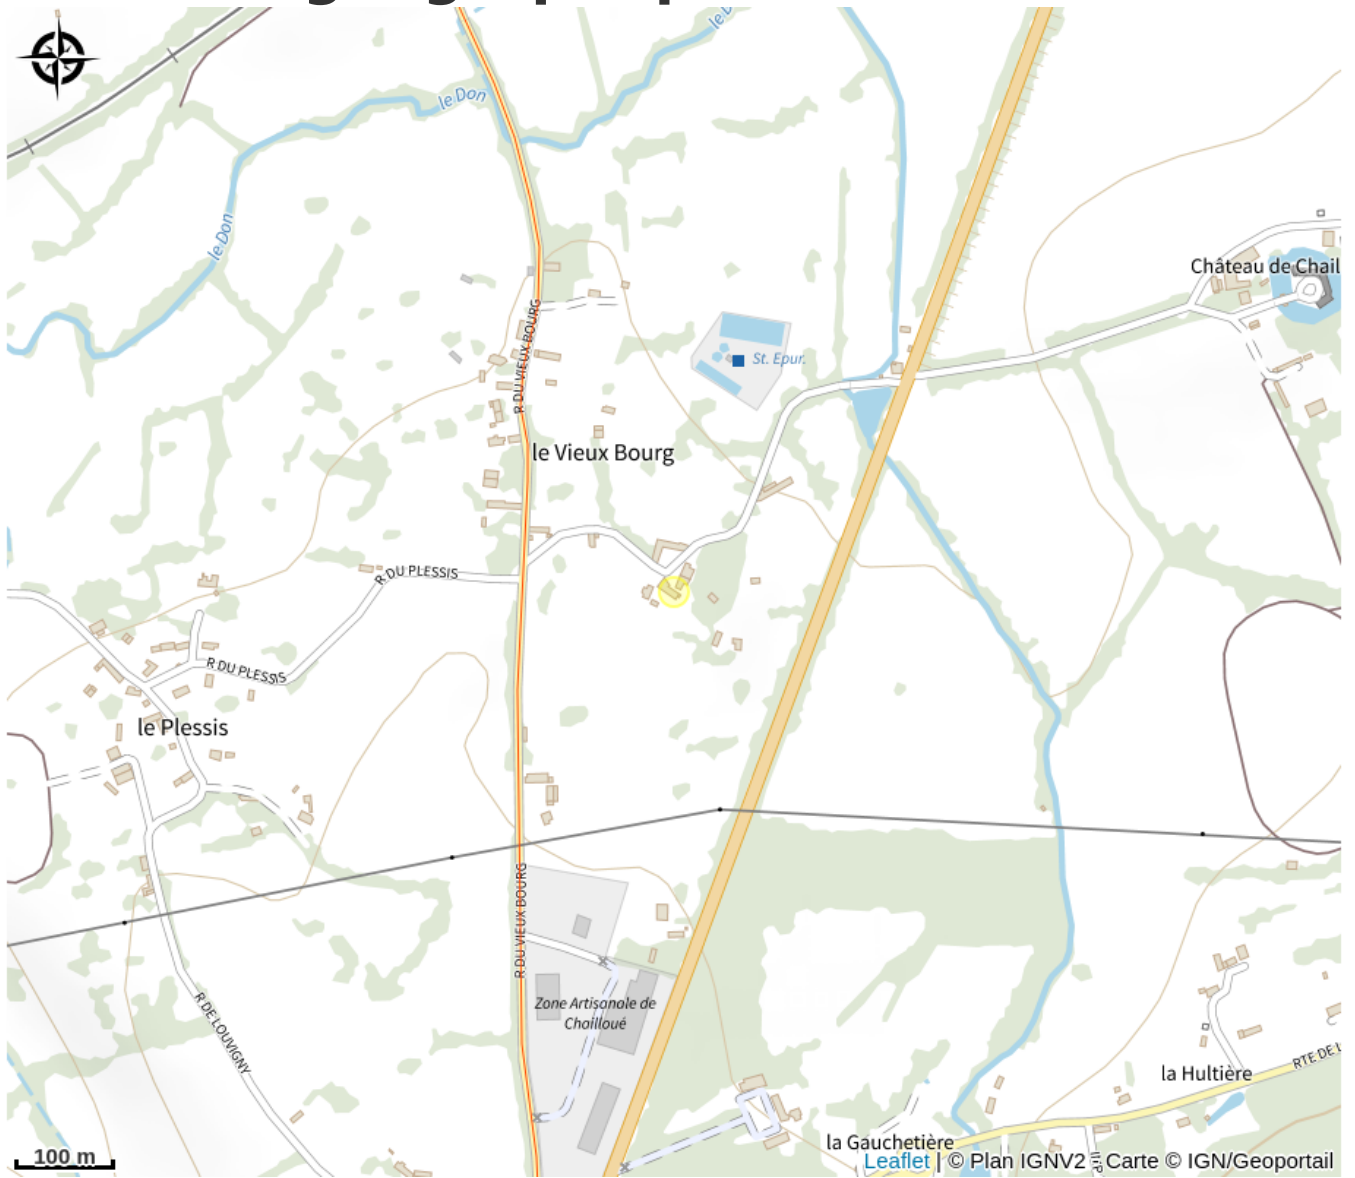 le Don
le D
le Don
Château de Chail
R DU VIEUX BOURG
St. Epur.
le Vieux Bourg
R DU PLESSIS
R DU PLESSIS
le Plessis
R DU VIEUX BOURG
Zone Artisanale de
Chailloué
R DE LOUVIGNY
la Hultière
RTE DE L
la Gauchetière
100 m
Leaflet | © Plan IGNV2 - Carte © IGN/Geoportail